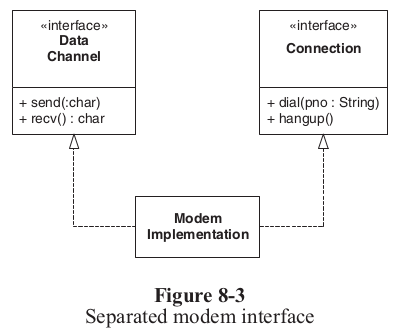 «interface»
Data
Channel
+ send(:char)
+ recv() : char
«interface»
Connection
+ dial(pno : String)
+ hangup()
Modem
Implementation
Figure 8-3
Separated modem interface